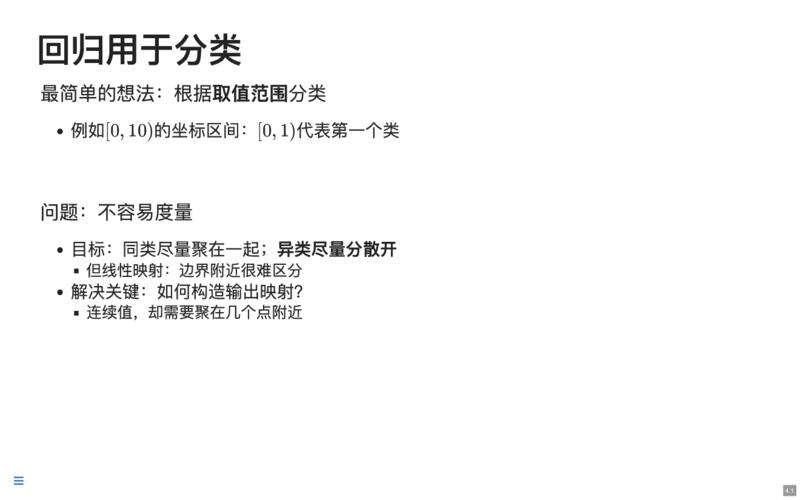 回归用于分类
最简单的想法：根据取值范围分类
• 例如[0, 10)的坐标区间：[0, 1)代表第一个类
问题：不容易度量
• 目标：同类尽量聚在一起；异类尽量分散开
▪ 但线性映射：边界附近很难区分
• 解决关键：如何构造输出映射？
▪ 连续值，却需要聚在几个点附近
4.1